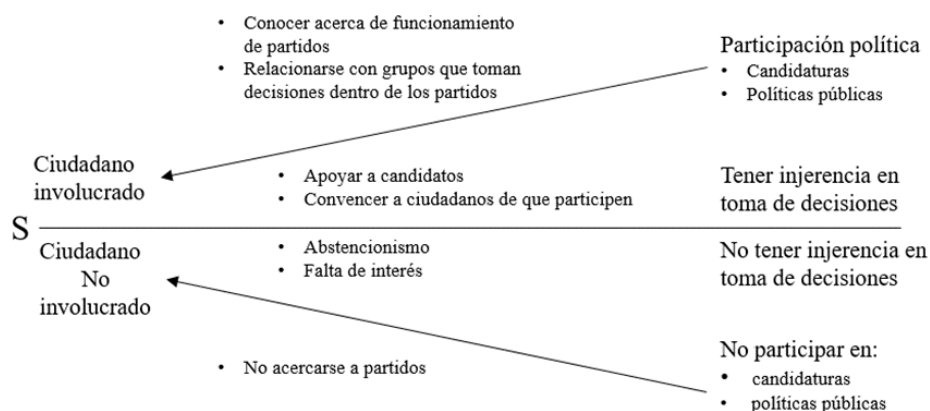 • Conocer acerca de funcionamiento
de partidos
• Relacionarse con grupos que toman
decisiones dentro de los partidos
Participación política
• Candidaturas
• Políticas públicas
Ciudadano
involucrado
• Apoyar a candidatos
• Convencer a ciudadanos de que participen
Tener injerencia en
toma de decisiones
S
Ciudadano
No
involucrado
• Abstencionismo
• Falta de interés
No tener injerencia en
toma de decisiones
• No acercarse a partidos
No participar en:
• candidaturas
• políticas públicas